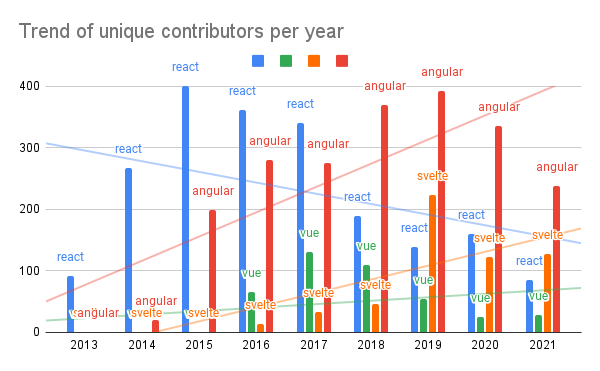 Trend of unique contributors per year
400
300
200
100
0
react
angular
react
angular
svelte
react
angular
svelte
react
angular
vue
svelte
react
angular
vue
svelte
react
angular
vue
svelte
react
angular
vue
svelte
react
angular
vue
svelte
react
angular
vue
svelte
2013
2014
2015
2016
2017
2018
2019
2020
2021